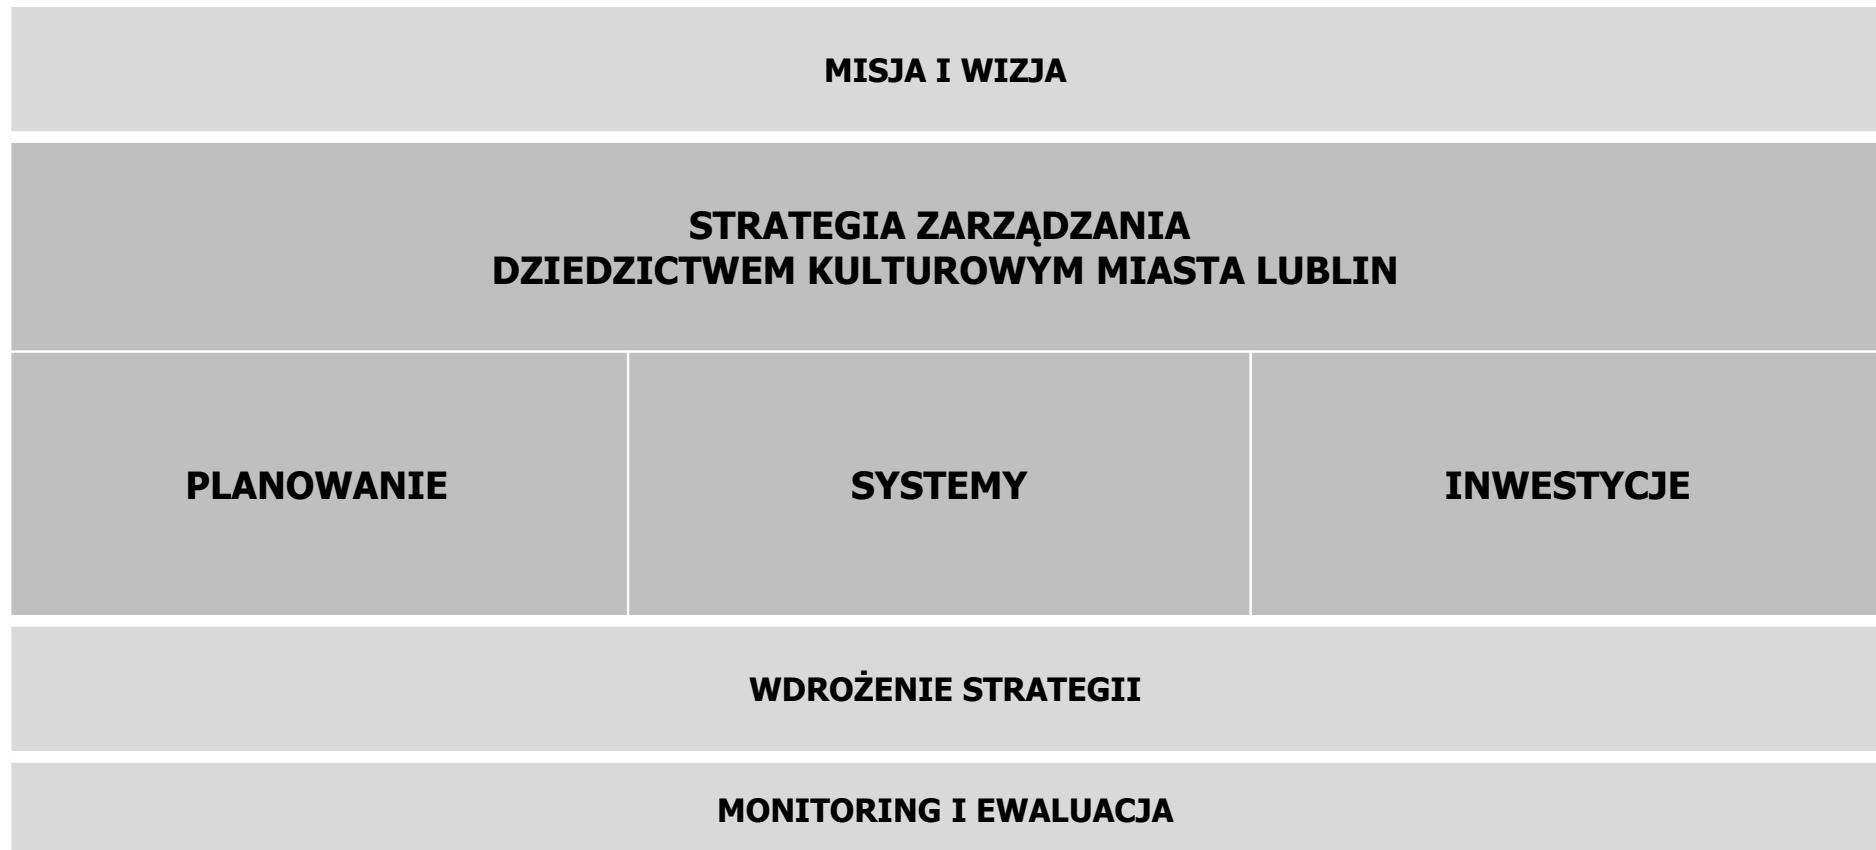 MISJA I WIZJA
STRATEGIA ZARZĄDZANIA
DZIEDZICTWEM KULTUROWYM MIASTA LUBLIN
PLANOWANIE
SYSTEMY
INWESTYCJE
WDROŻENIE STRATEGII
MONITORING I EWALUACJA